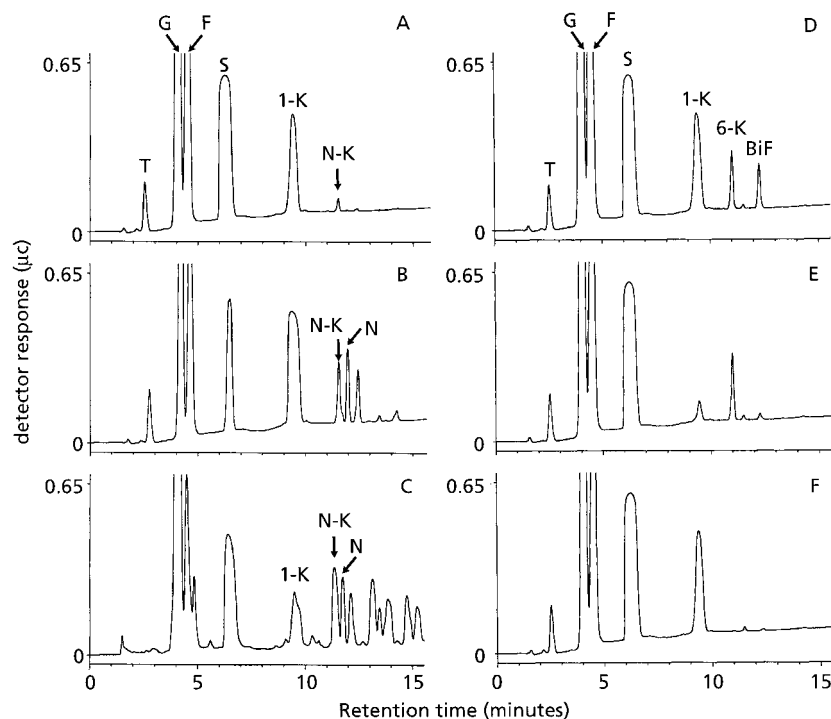 G F A
0.65
S
1-K
T
N-K
0
B
0.65
N-K N
0
C
0.65
N-K
N
1-K
0
0 5 10 15
G F D
0.65
S
1-K
6-K
BiF
T
0
E
0.65
0
F
0.65
0
0 5 10 15
detector response (μc)
Retention time (minutes)